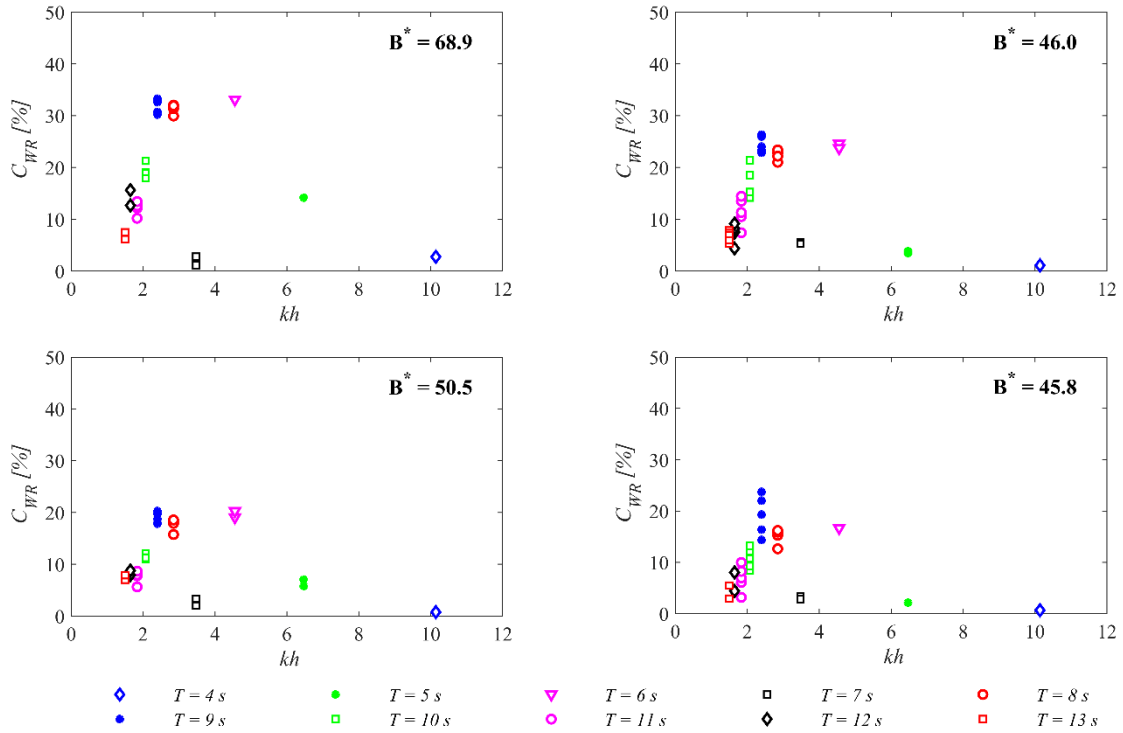 50
40
30
20
10
0
C_WR [%]
B* = 68.9
0 2 4 6 8 10 12
kh
50
40
30
20
10
0
C_WR [%]
B* = 46.0
0 2 4 6 8 10 12
kh
50
40
30
20
10
0
C_WR [%]
B* = 50.5
0 2 4 6 8 10 12
kh
50
40
30
20
10
0
C_WR [%]
B* = 45.8
0 2 4 6 8 10 12
kh
T = 4 s T = 5 s T = 6 s T = 7 s T = 8 s
T = 9 s T = 10 s T = 11 s T = 12 s T = 13 s